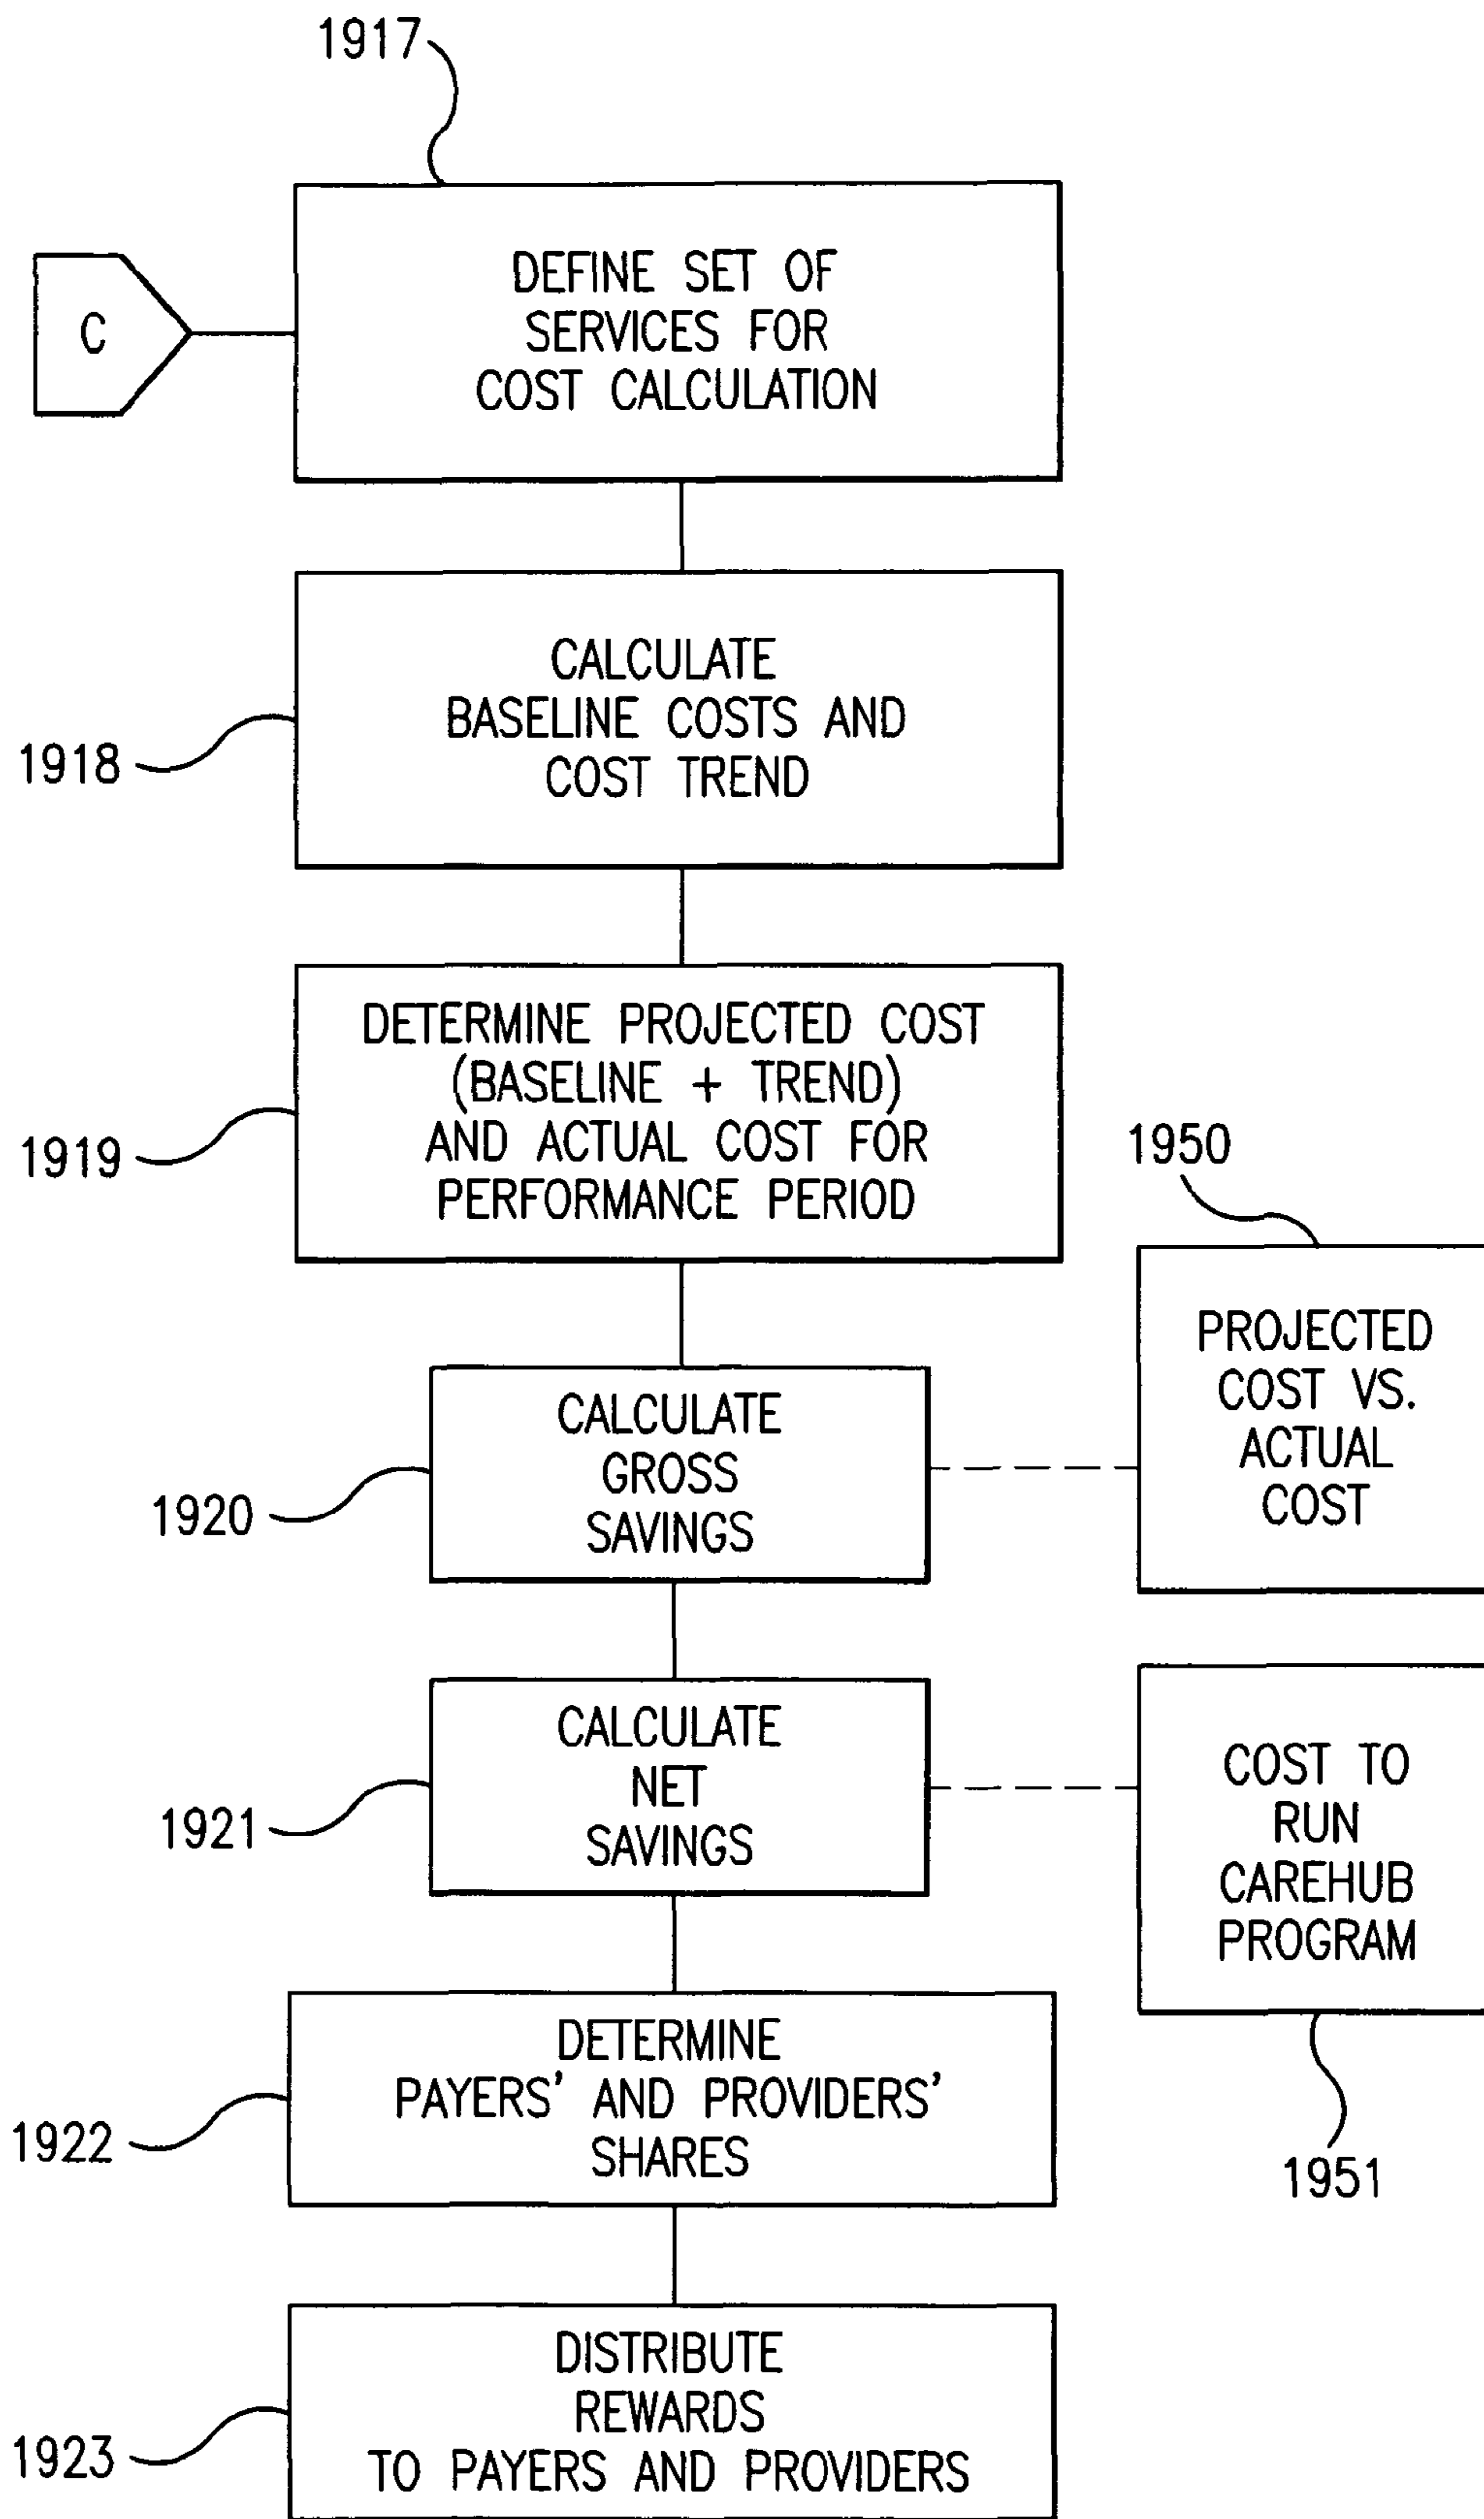 1917
C
DEFINE SET OF
SERVICES FOR
COST CALCULATION
1918
CALCULATE
BASELINE COSTS AND
COST TREND
1919
DETERMINE PROJECTED COST
(BASELINE + TREND)
AND ACTUAL COST FOR
PERFORMANCE PERIOD
1950
PROJECTED
COST VS.
ACTUAL
COST
1920
CALCULATE
GROSS
SAVINGS
1921
CALCULATE
NET
SAVINGS
COST TO
RUN
CAREHUB
PROGRAM
1951
1922
DETERMINE
PAYERS' AND PROVIDERS'
SHARES
1923
DISTRIBUTE
REWARDS
TO PAYERS AND PROVIDERS